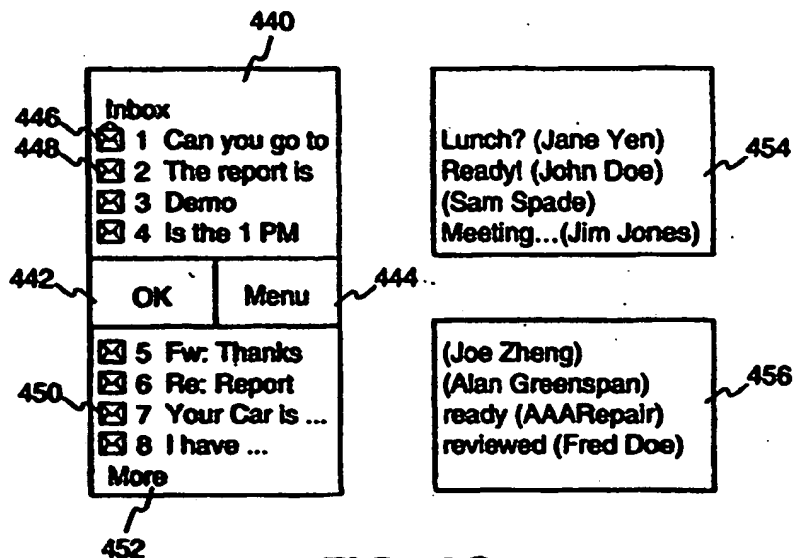 440
Inbox
446
1 Can you go to
448
2 The report is
3 Demo
4 Is the 1 PM
Lunch? (Jane Yen)
Ready! (John Doe)
(Sam Spade)
Meeting...(Jim Jones)
454
442
OK
Menu
444
5 Fw: Thanks
6 Re: Report
450
7 Your Car is ...
8 I have ...
More
452
(Joe Zheng)
(Alan Greenspan)
ready (AAARepair)
reviewed (Fred Doe)
456